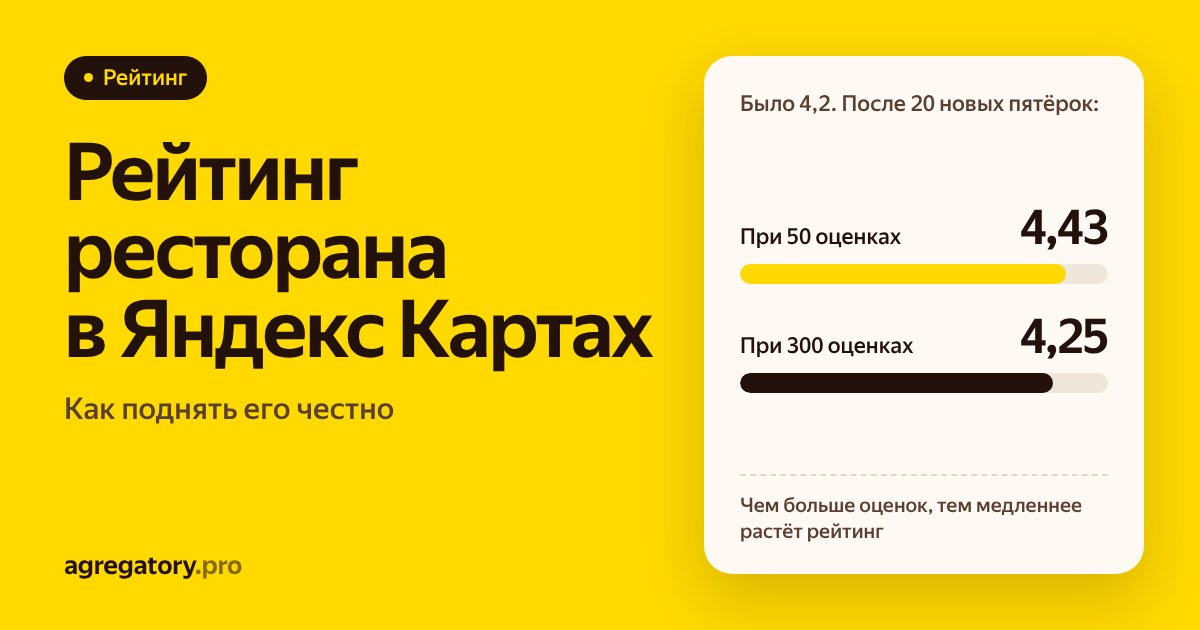 Рейтинг
Рейтинг
ресторана
в Яндекс Картах
Как поднять его честно
agregatory.pro
Было 4,2. После 20 новых пятёрок:
При 50 оценках 4,43
При 300 оценках 4,25
Чем больше оценок, тем медленнее
растёт рейтинг